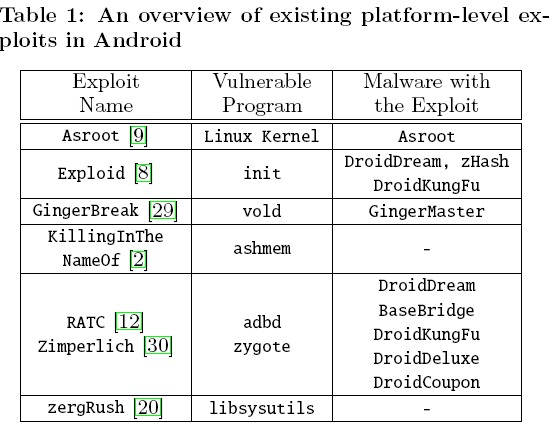 Table 1: An overview of existing platform-level ex-
ploits in Android
Exploit Name Vulnerable Program Malware with the Exploit
Asroot [9] Linux Kernel Asroot
Exploid [8] init DroidDream, zHash DroidKungFu
GingerBreak [29] vold GingerMaster
KillingInThe NameOf [2] ashmem -
RATC [12] Zimperlich [30] adbd zygote DroidDream BaseBridge DroidKungFu DroidDeluxe DroidCoupon
zergRush [20] libsysutils -